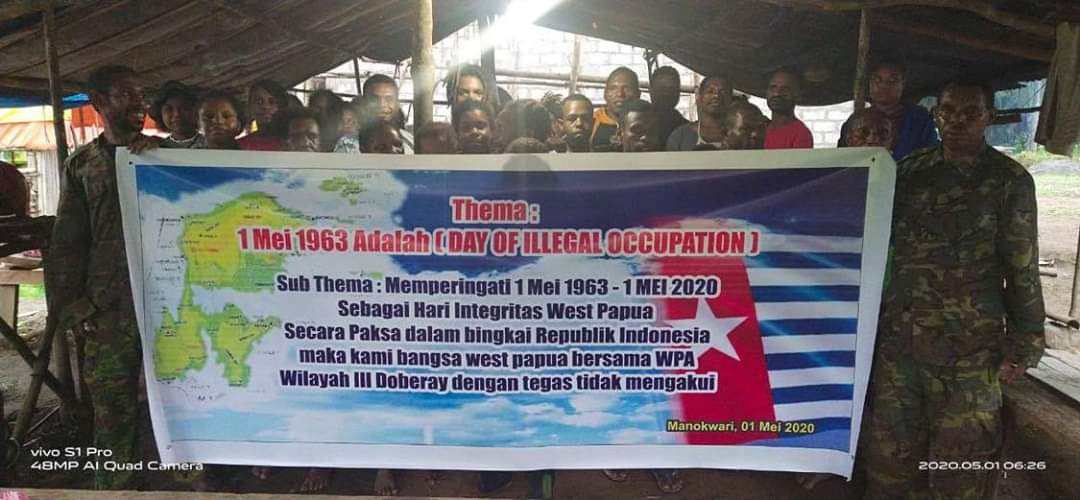 Thema :
1 Mei 1963 Adalah ( DAY OF ILLEGAL OCCUPATION )
Sub Thema : Memperingati 1 Mei 1963 - 1 MEI 2020
Sebagai Hari Integritas West Papua
Secara Paksa dalam bingkai Republik Indonesia
maka kami bangsa west papua bersama WPA
Wilayah III Doberay dengan tegas tidak mengakui
Manokwari, 01 Mei 2020
vivo S1 Pro
48MP AI Quad Camera
2020.05.01 06:26